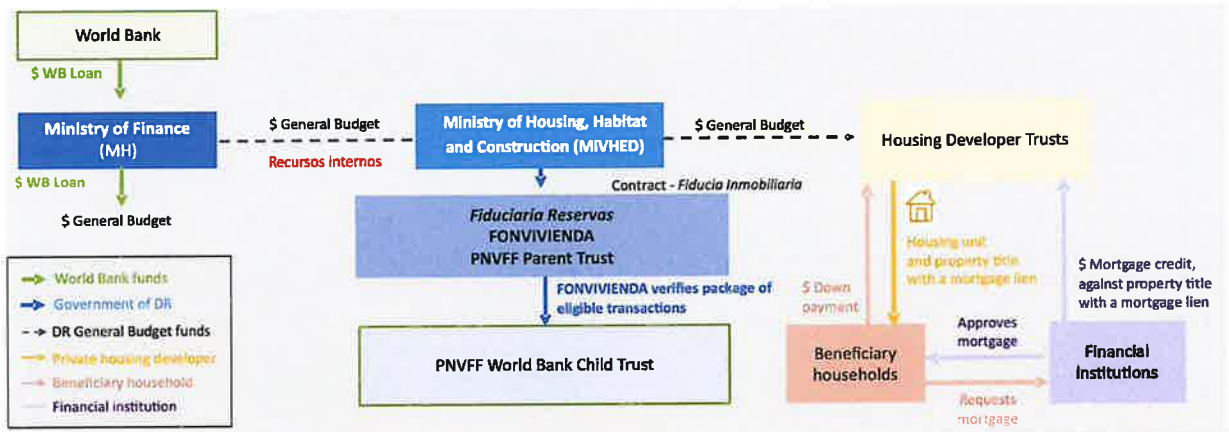 World Bank
$ WB Loan
Ministry of Finance
(MH)
$ WB Loan
$ General Budget
$ General Budget
Recursos internos
Ministry of Housing, Habitat
and Construction (MIVHED)
$ General Budget
Housing Developer Trusts
Contract - Fiducia Inmobiliaria
Fiduciaria Reservas
FONVIVIENDA
PNVFF Parent Trust
FONVIVIENDA verifies package of
eligible transactions
PNVFF World Bank Child Trust
Housing unit
and property title
with a mortgage lien
$ Down
payment
$ Mortgage credit,
against property title
with a mortgage lien
Approves
mortgage
Beneficiary
households
Financial
Institutions
Requests
mortgage
World Bank funds
Government of DR
DR General Budget funds
Private housing developer
Beneficiary household
Financial institution